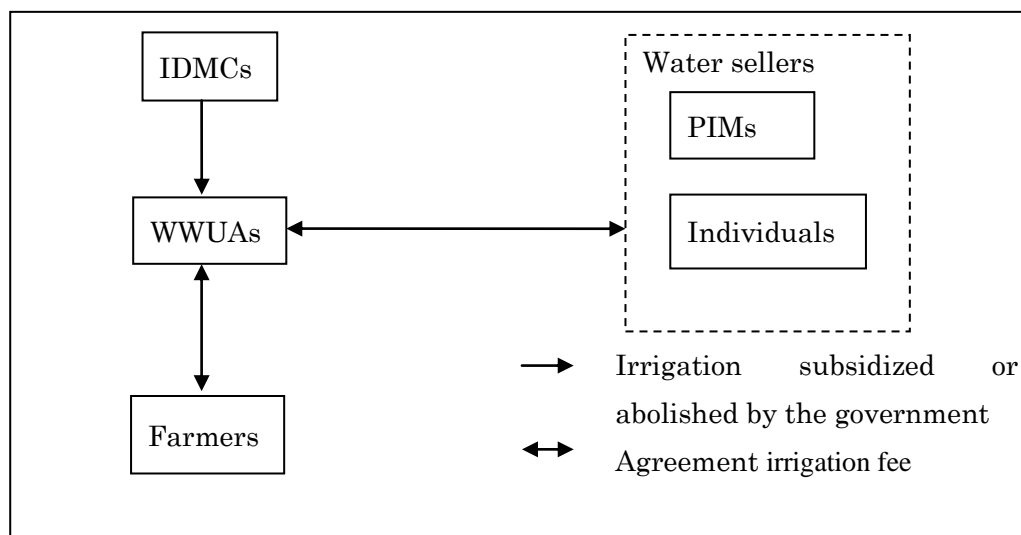 IDMCs
Water sellers
PIMs
WWUAs
Individuals
Farmers
Irrigation subsidized or
abolished by the government
Agreement irrigation fee